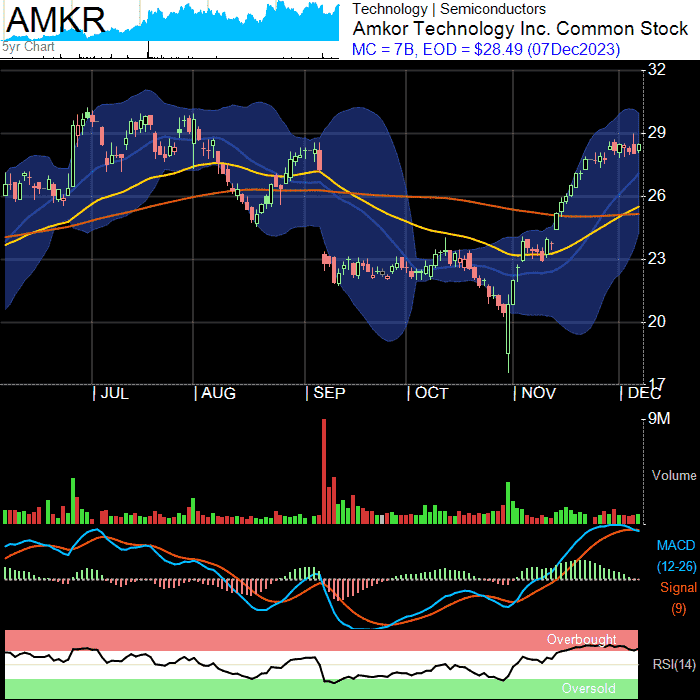 AMKR
5yr Chart
Technology | Semiconductors
Amkor Technology Inc. Common Stock
MC = 7B, EOD = $28.49 (07Dec2023)
32
29
26
23
20
17
| JUL | AUG | SEP | OCT | NOV | DEC
9M
Volume
MACD
(12-26)
Signal
(9)
Overbought
RSI(14)
Oversold